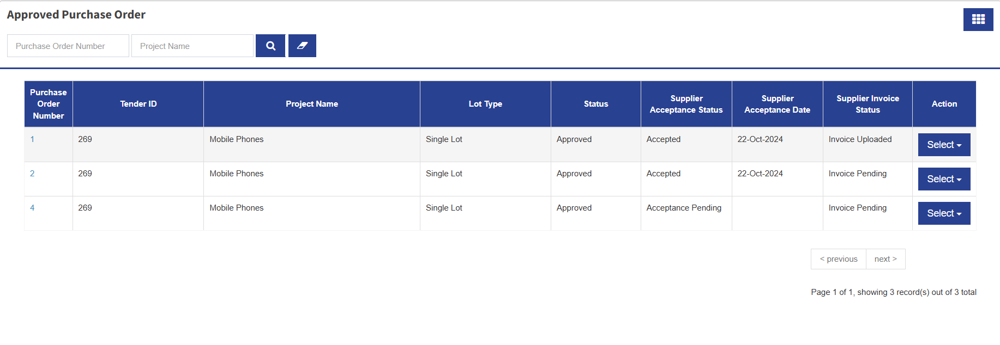 Approved Purchase Order
Purchase Order Number
Project Name
Purchase Order Number
Tender ID
Project Name
Lot Type
Status
Supplier Acceptance Status
Supplier Acceptance Date
Supplier Invoice Status
Action
1 269 Mobile Phones Single Lot Approved Accepted 22-Oct-2024 Invoice Uploaded Select
2 269 Mobile Phones Single Lot Approved Accepted 22-Oct-2024 Invoice Pending Select
4 269 Mobile Phones Single Lot Approved Acceptance Pending Invoice Pending Select
< previous next >
Page 1 of 1, showing 3 record(s) out of 3 total